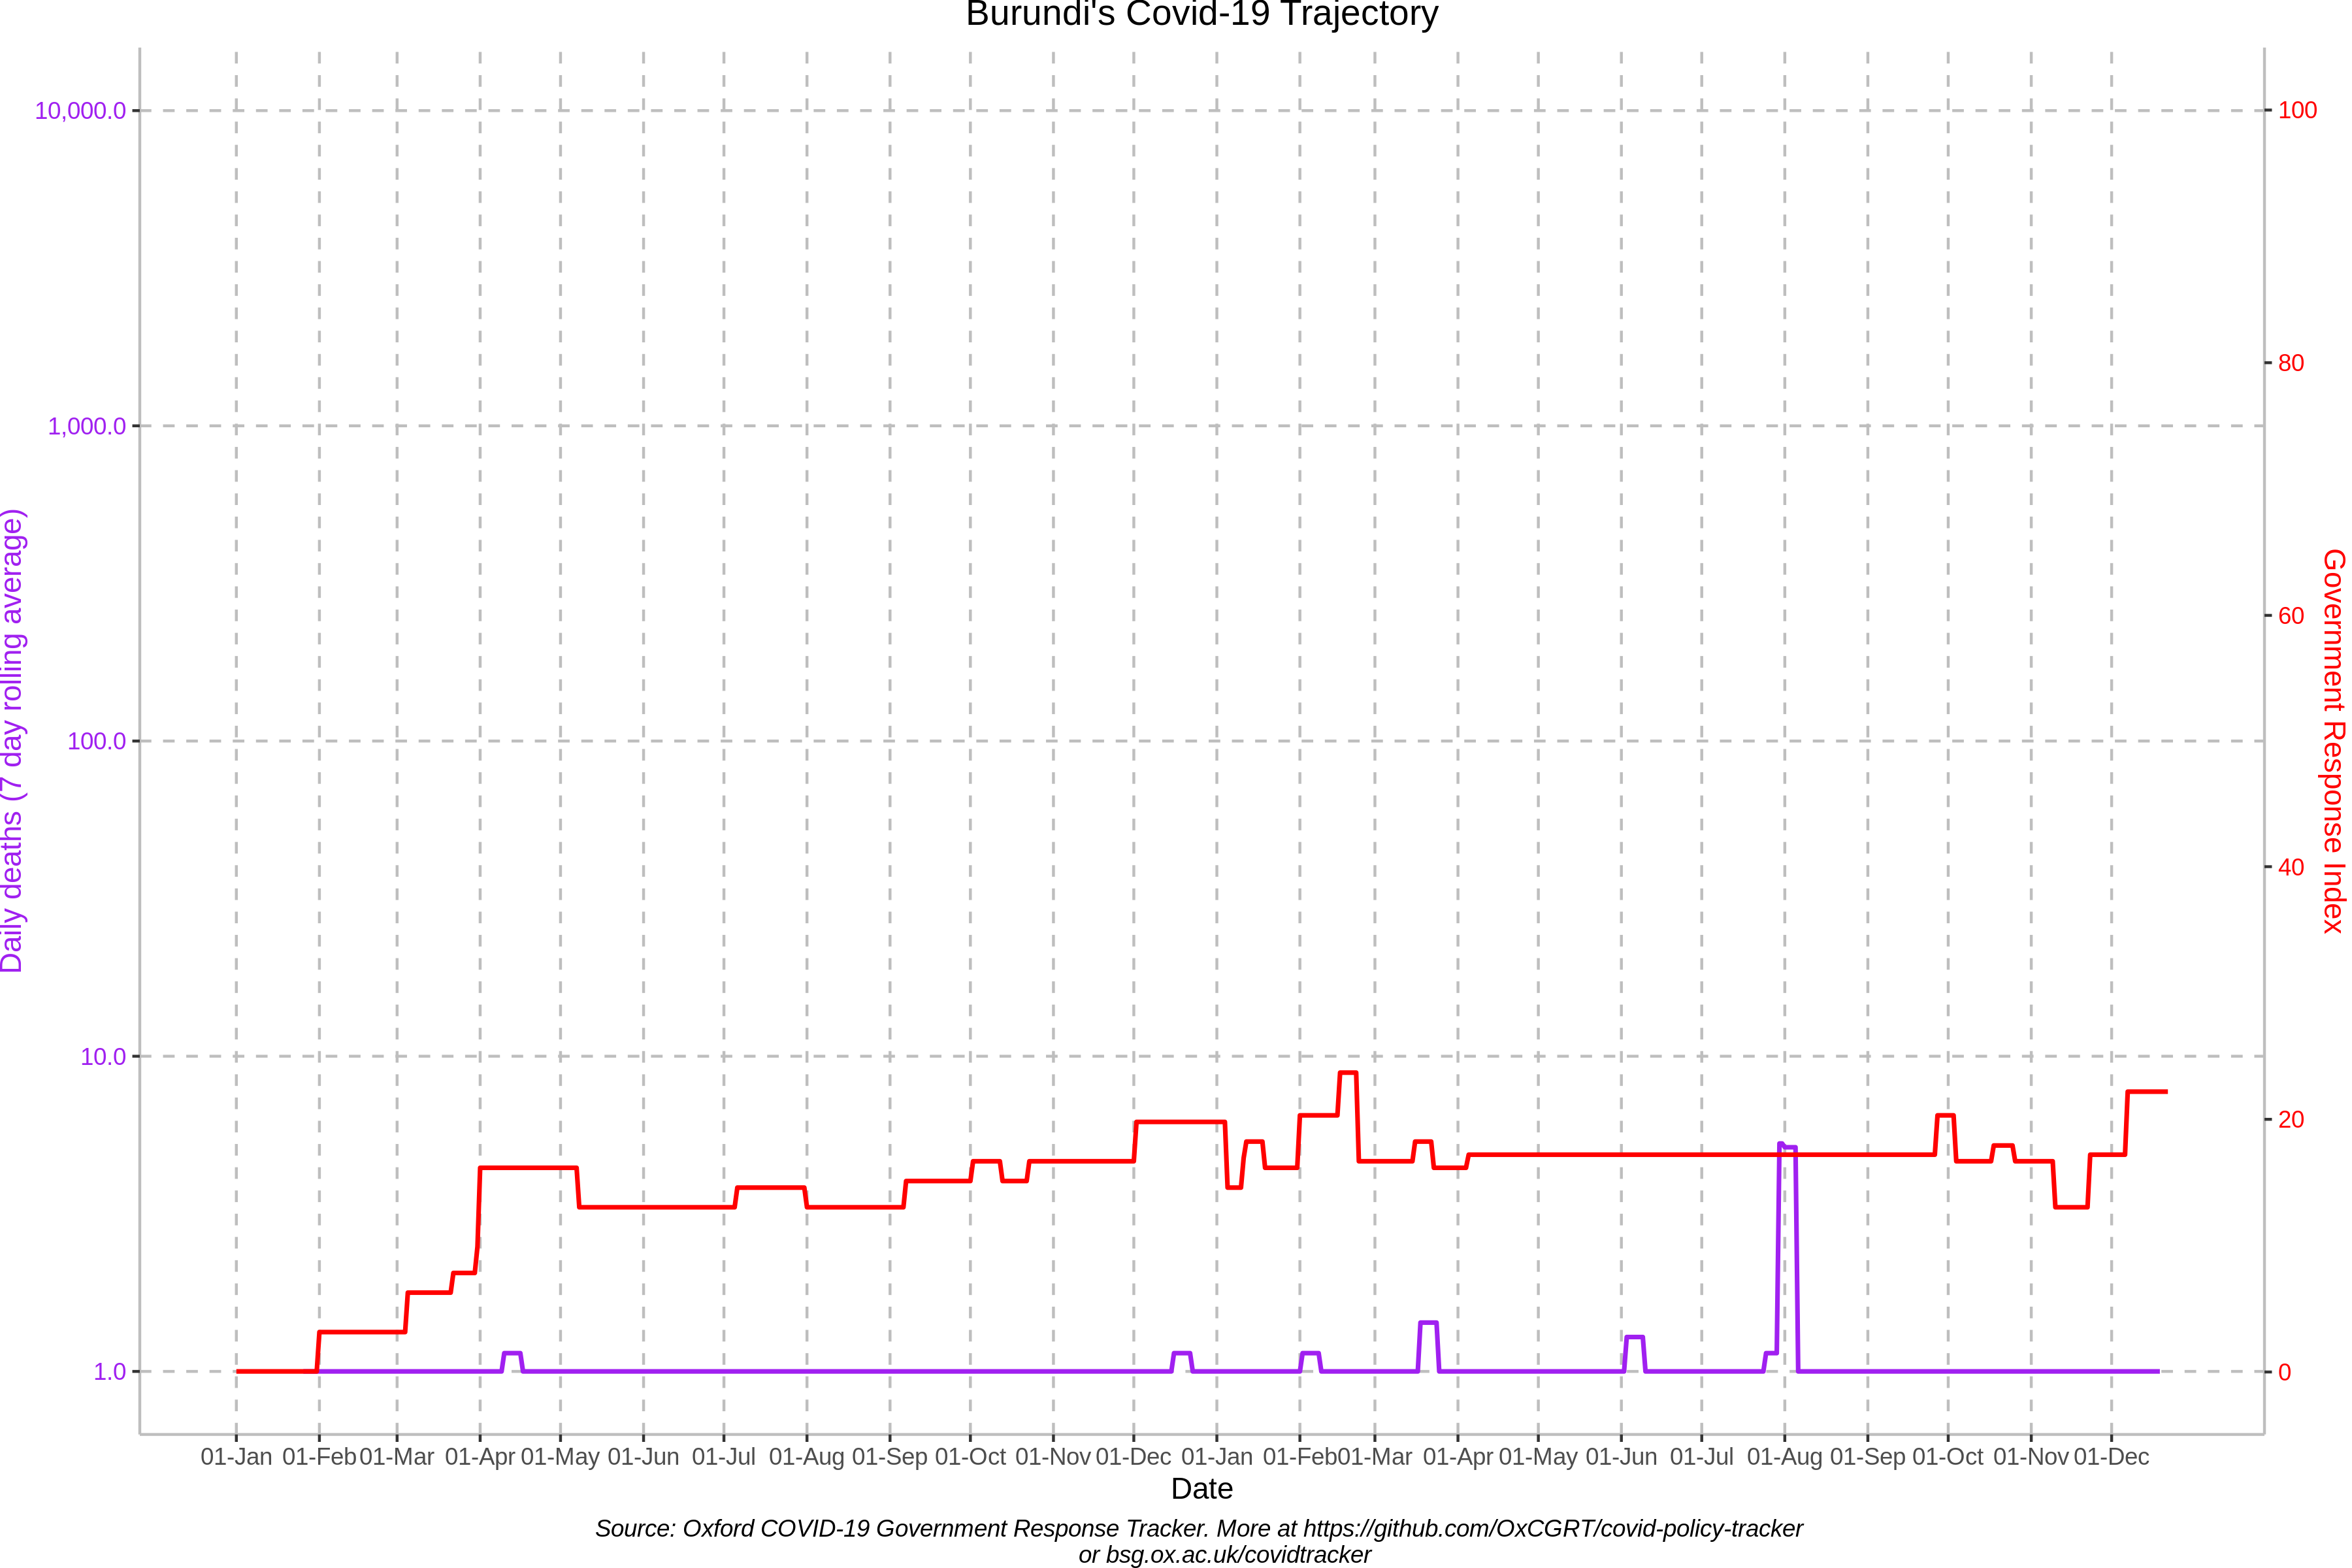 Burundi's Covid-19 Trajectory
10,000.0
1,000.0
100.0
10.0
1.0
Daily deaths (7 day rolling average)
100
80
60
40
20
0
Government Response Index
01-Jan 01-Feb 01-Mar 01-Apr 01-May 01-Jun 01-Jul 01-Aug 01-Sep 01-Oct 01-Nov 01-Dec 01-Jan 01-Feb 01-Mar 01-Apr 01-May 01-Jun 01-Jul 01-Aug 01-Sep 01-Oct 01-Nov 01-Dec
Date
Source: Oxford COVID-19 Government Response Tracker. More at https://github.com/OxCGRT/covid-policy-tracker
or bsg.ox.ac.uk/covidtracker